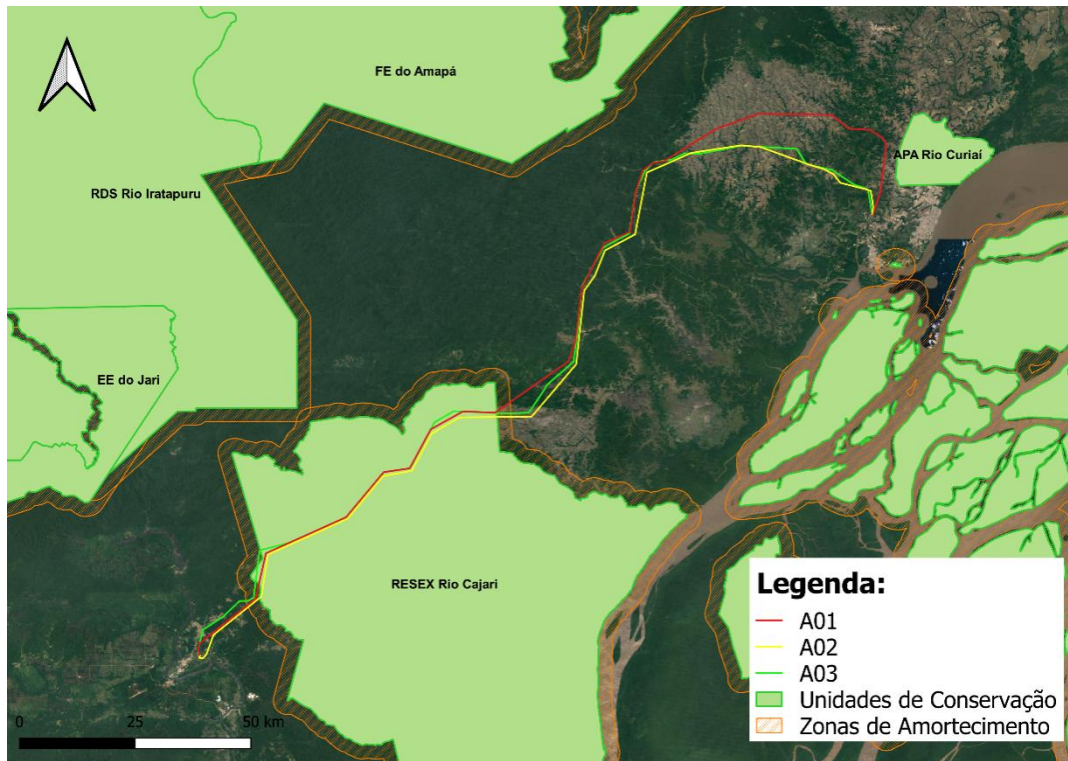 FE do Amapá
APA Rio Curiaí
RDS Rio Iratapuru
EE do Jari
RESEX Rio Cajari
Legenda:
A01
A02
A03
Unidades de Conservação
Zonas de Amortecimento
0 25 50 km